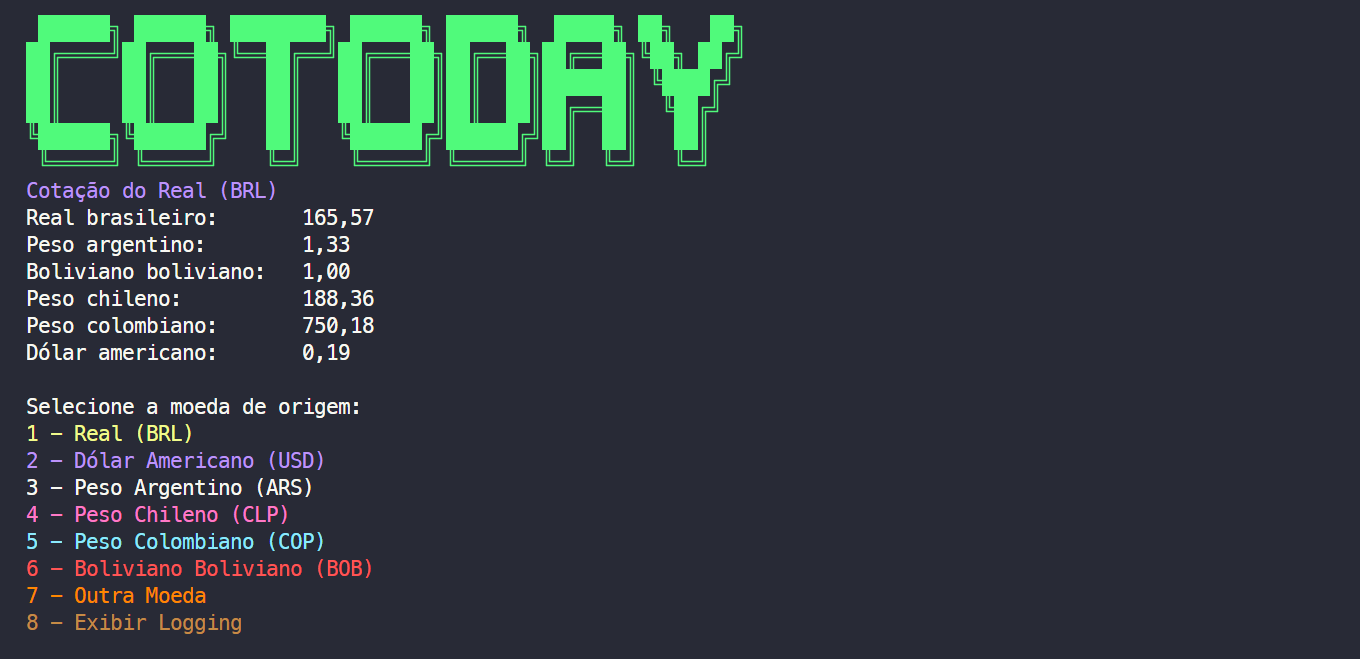 COTODAY
Cotação do Real (BRL)
Real brasileiro: 165,57
Peso argentino: 1,33
Boliviano boliviano: 1,00
Peso chileno: 188,36
Peso colombiano: 750,18
Dólar americano: 0,19
Selecione a moeda de origem:
1 - Real (BRL)
2 - Dólar Americano (USD)
3 - Peso Argentino (ARS)
4 - Peso Chileno (CLP)
5 - Peso Colombiano (COP)
6 - Boliviano Boliviano (BOB)
7 - Outra Moeda
8 - Exibir Logging